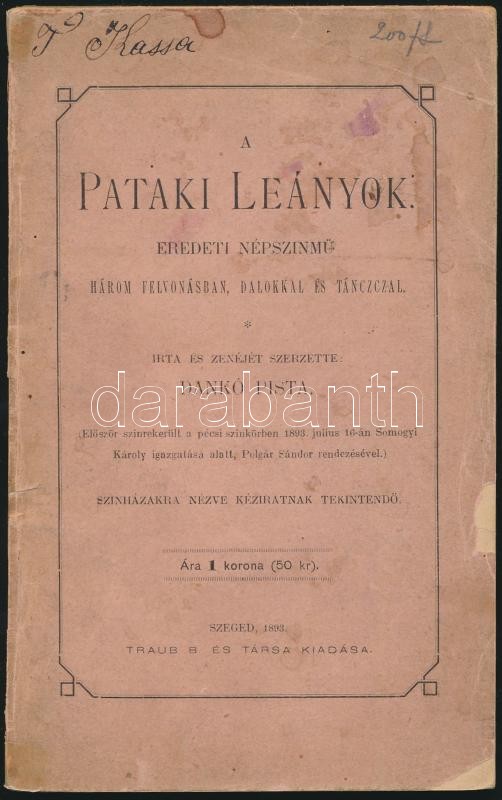 T Kassa
200 ft
A
PATAKI LEÁNYOK.
EREDETI NÉPSZINMŰ
HÁROM FELVONÁSBAN, DALOKKAL ÉS TÁNCZCZAL.
*
IRTA ÉS ZENÉJÉT SZERZETTE:
DANKÓ PISTA.
darabanth
(Először szinrekerült a pécsi szinkörben 1893. julius 16-án Somogyi
Károly igazgatása alatt, Polgár Sándor rendezésével.)
SZINHÁZAKRA NÉZVE KÉZIRATNAK TEKINTENDŐ.
Ára 1 korona (50 kr).
SZEGED, 1893.
TRAUB B. ÉS TÁRSA KIADÁSA.